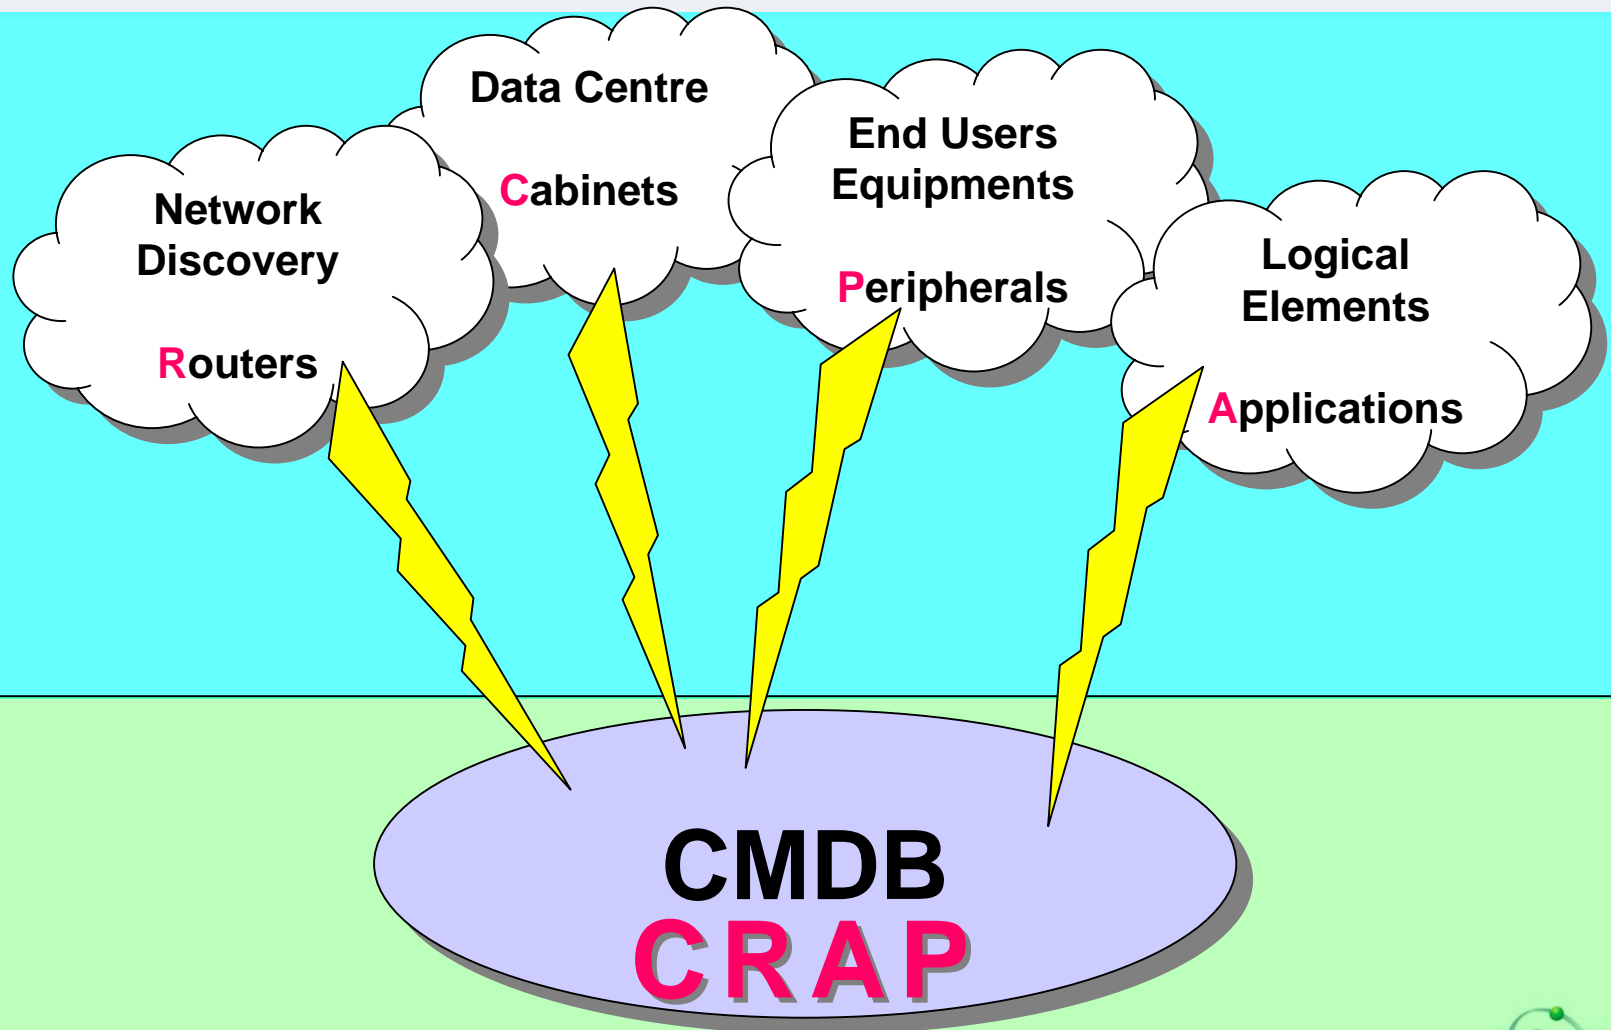 Network
Discovery
Routers
Data Centre
Cabinets
End Users
Equipments
Peripherals
Logical
Elements
Applications
CMDB
CRAP